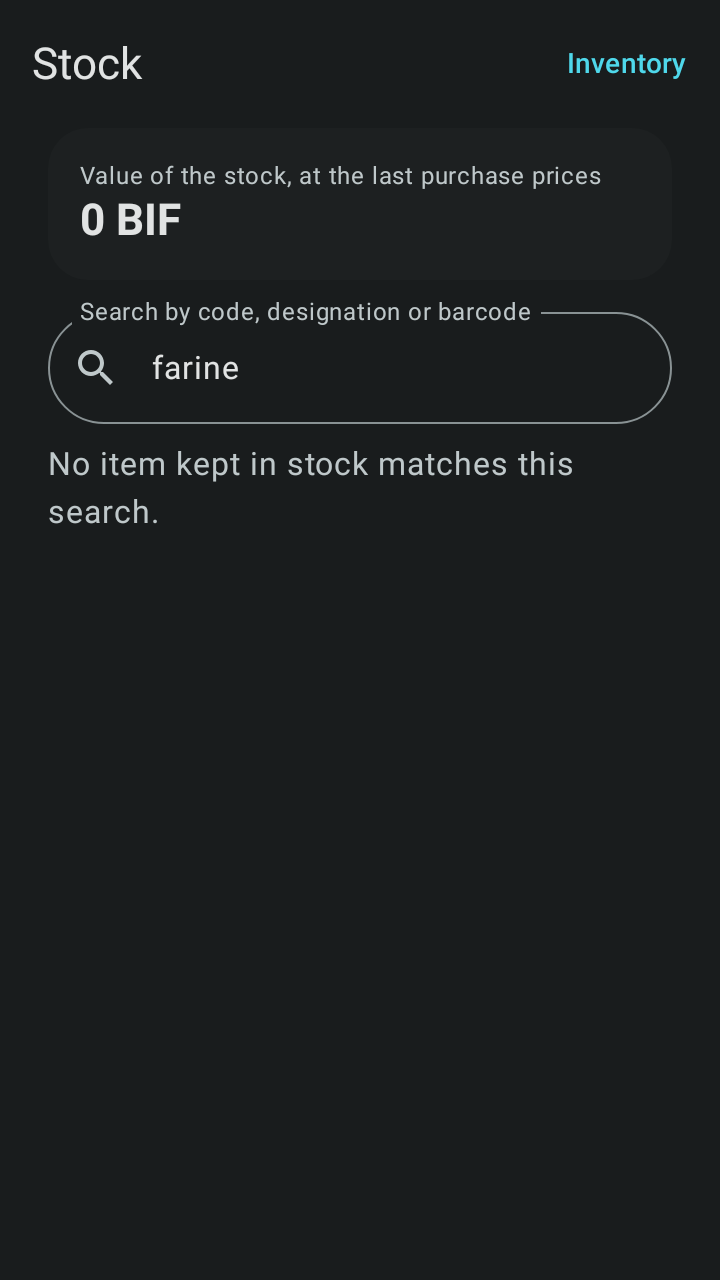 Stock
Inventory
Value of the stock, at the last purchase prices
0 BIF
Search by code, designation or barcode
farine
No item kept in stock matches this
search.